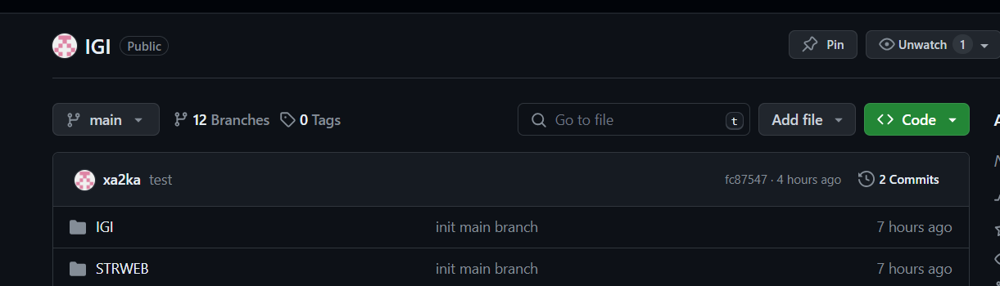 IGI Public Pin Unwatch 1
main 12 Branches 0 Tags Go to file t Add file Code
xa2ka test fc87547 · 4 hours ago 2 Commits
IGI init main branch 7 hours ago
STRWEB init main branch 7 hours ago